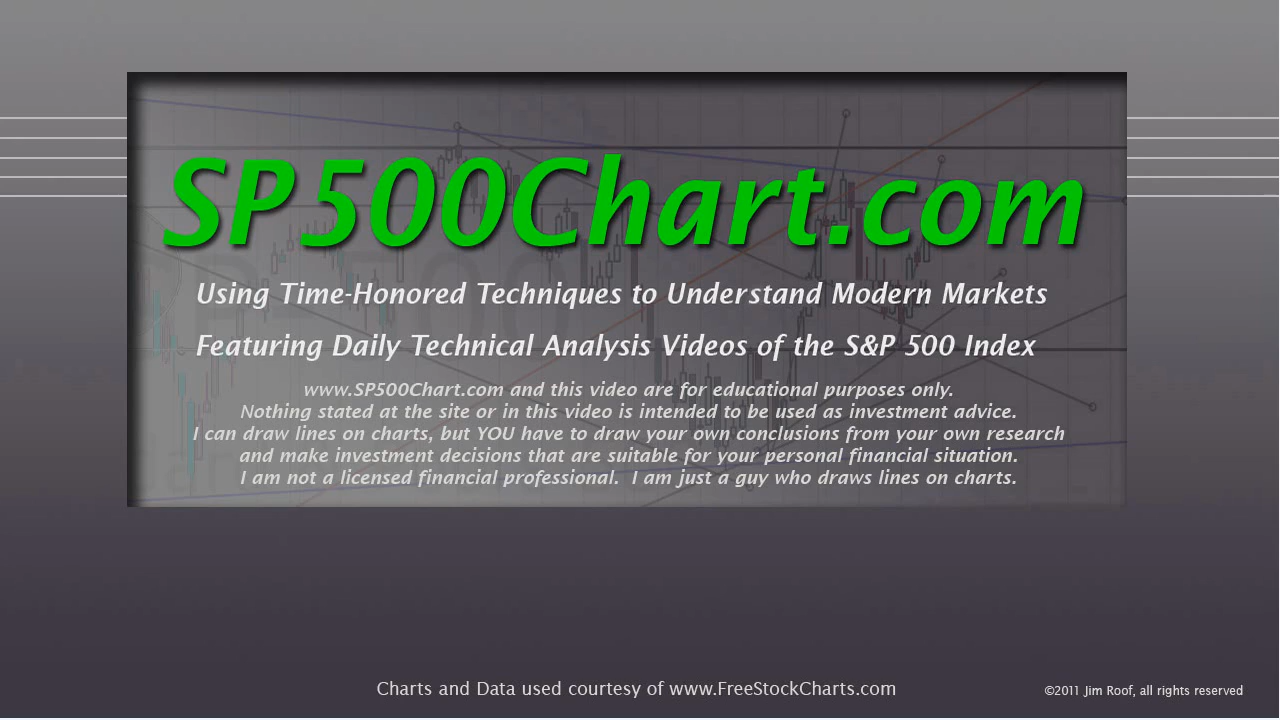 SP500Chart.com
Using Time-Honored Techniques to Understand Modern Markets
Featuring Daily Technical Analysis Videos of the S&P 500 Index
www.SP500Chart.com and this video are for educational purposes only.
Nothing stated at the site or in this video is intended to be used as investment advice.
I can draw lines on charts, but YOU have to draw your own conclusions from your own research
and make investment decisions that are suitable for your personal financial situation.
I am not a licensed financial professional.  I am just a guy who draws lines on charts.
Charts and Data used courtesy of www.FreeStockCharts.com
©2011 Jim Roof, all rights reserved